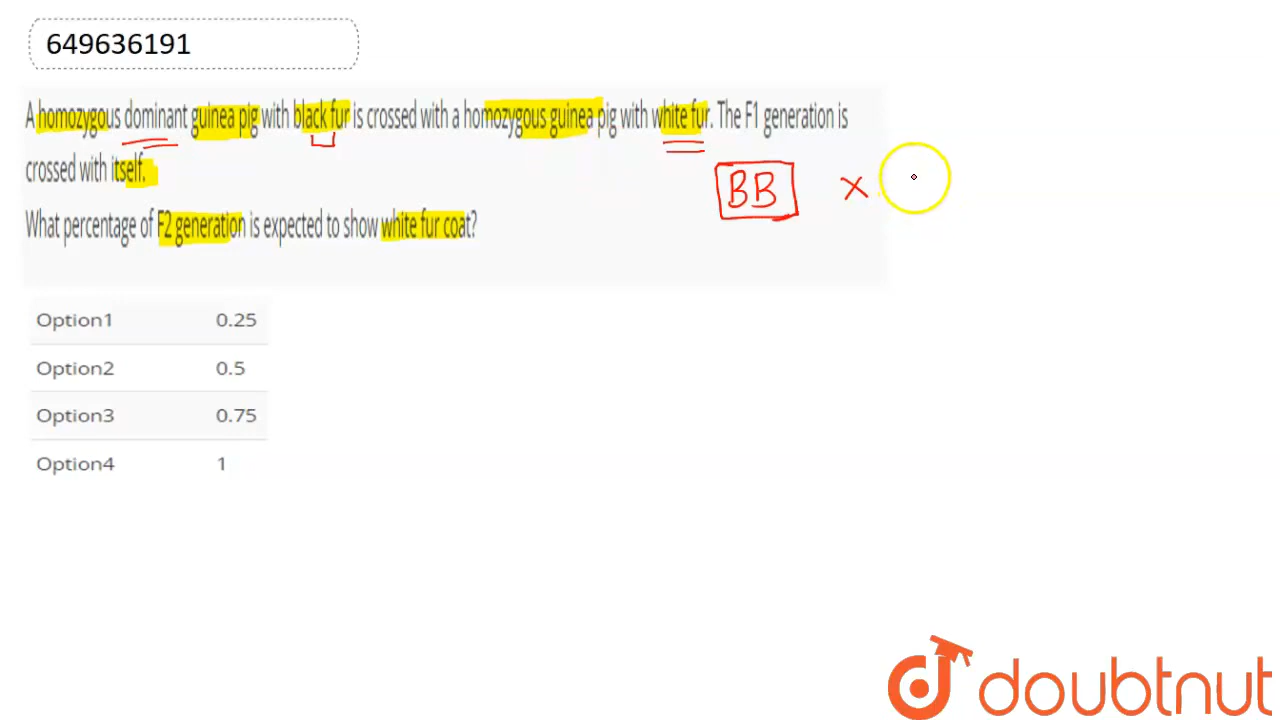 649636191
A homozygous dominant guinea pig with black fur is crossed with a homozygous guinea pig with white fur. The F1 generation is
crossed with itself.
BB ×
What percentage of F2 generation is expected to show white fur coat?
Option1 0.25
Option2 0.5
Option3 0.75
Option4 1
doubtnut